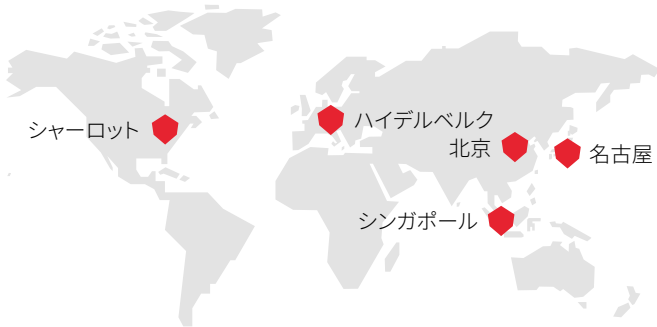 シャーロット
ハイデルベルク
北京
名古屋
シンガポール